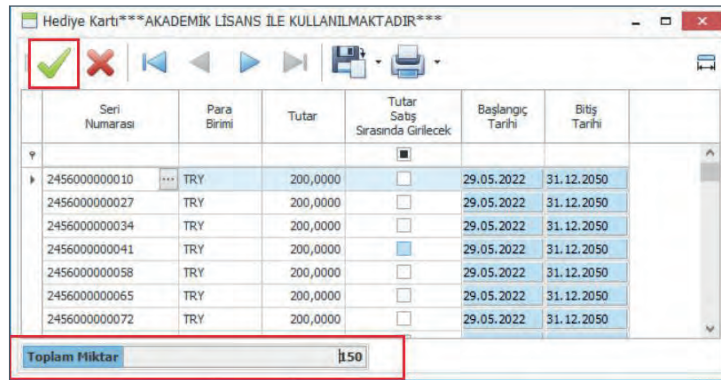 Hediye Kartı***AKADEMİK LİSANS İLE KULLANILMAKTADIR***
Seri Numarası Para Birimi Tutar Tutar Satış Sırasında Girilecek Başlangıç Tarihi Bitiş Tarihi
2456000000010 ... TRY 200,0000 29.05.2022 31.12.2050
2456000000027 TRY 200,0000 29.05.2022 31.12.2050
2456000000034 TRY 200,0000 29.05.2022 31.12.2050
2456000000041 TRY 200,0000 29.05.2022 31.12.2050
2456000000058 TRY 200,0000 29.05.2022 31.12.2050
2456000000065 TRY 200,0000 29.05.2022 31.12.2050
2456000000072 TRY 200,0000 29.05.2022 31.12.2050
Toplam Miktar 150